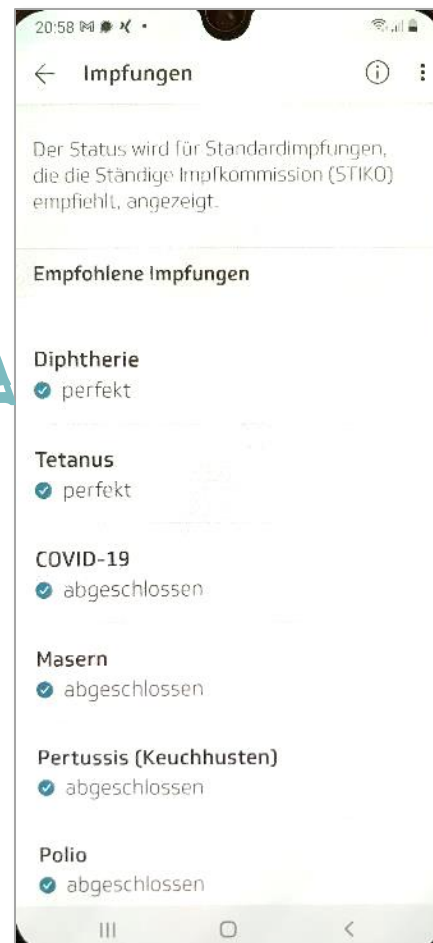 20:58
Impfungen
Der Status wird für Standardimpfungen,
die die Ständige Impfkommission (STIKO)
empfiehlt, angezeigt.
Empfohlene Impfungen
Diphtherie
perfekt
Tetanus
perfekt
COVID-19
abgeschlossen
Masern
abgeschlossen
Pertussis (Keuchhusten)
abgeschlossen
Polio
abgeschlossen